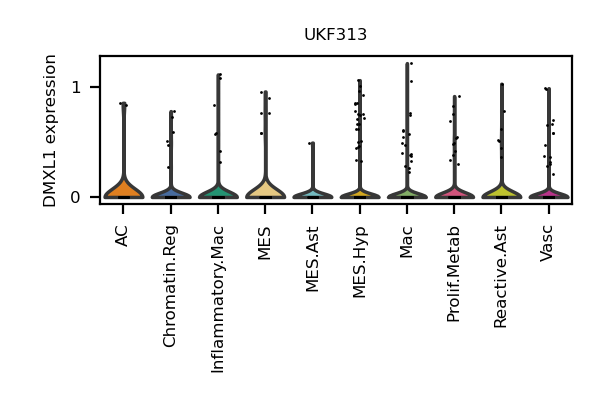 UKF313
DMXL1 expression
1
0
AC
Chromatin.Reg
Inflammatory.Mac
MES
MES.Ast
MES.Hyp
Mac
Prolif.Metab
Reactive.Ast
Vasc